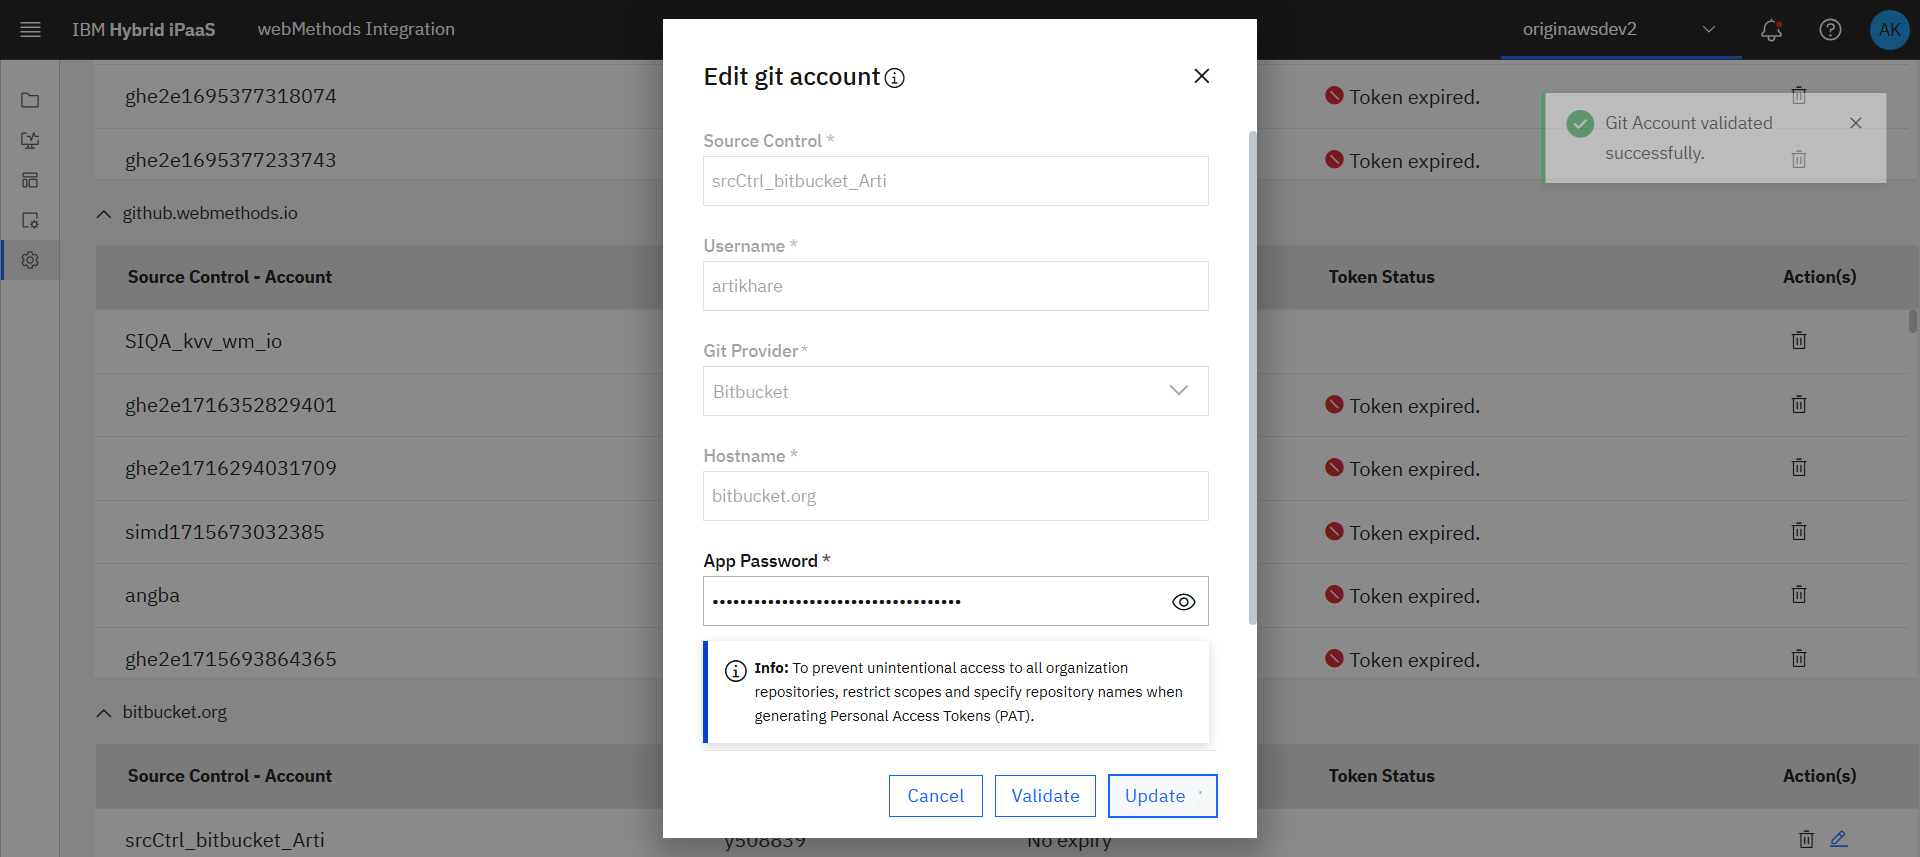 IBM Hybrid iPaaS
webMethods Integration
originawsdev2
AK
ghe2e1695377318074
Token expired.
ghe2e1695377233743
Token expired.
Git Account validated
successfully.
github.webmethods.io
Source Control - Account
Token Status
Action(s)
SIQA_kvv_wm_io
ghe2e1716352829401
Token expired.
ghe2e1716294031709
Token expired.
simd1715673032385
Token expired.
angba
Token expired.
ghe2e1715693864365
Token expired.
bitbucket.org
Source Control - Account
Token Status
Action(s)
srcCtrl_bitbucket_Arti
y508839
No expiry
Edit git account
Source Control *
srcCtrl_bitbucket_Arti
Username *
artikhare
Git Provider*
Bitbucket
Hostname *
bitbucket.org
App Password *
Info: To prevent unintentional access to all organization
repositories, restrict scopes and specify repository names when
generating Personal Access Tokens (PAT).
Cancel
Validate
Update